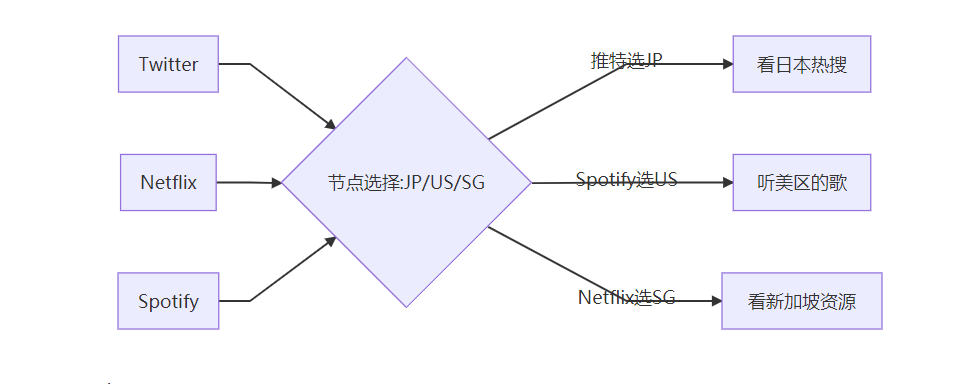 Twitter
推特选JP
看日本热搜
Netflix
节点选择:JP/US/SG
Spotify选US
听美区的歌
Spotify
Netflix选SG
看新加坡资源